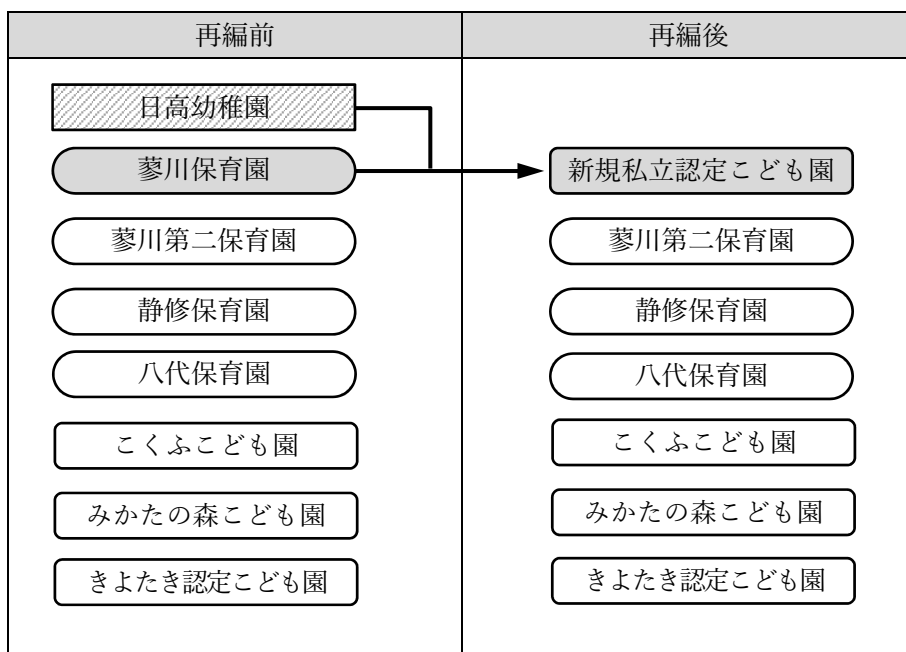 再編前
再編後
日高幼稚園
蓼川保育園
新規私立認定こども園
蓼川第二保育園
蓼川第二保育園
静修保育園
静修保育園
八代保育園
八代保育園
こくふこども園
こくふこども園
みかたの森こども園
みかたの森こども園
きよたき認定こども園
きよたき認定こども園